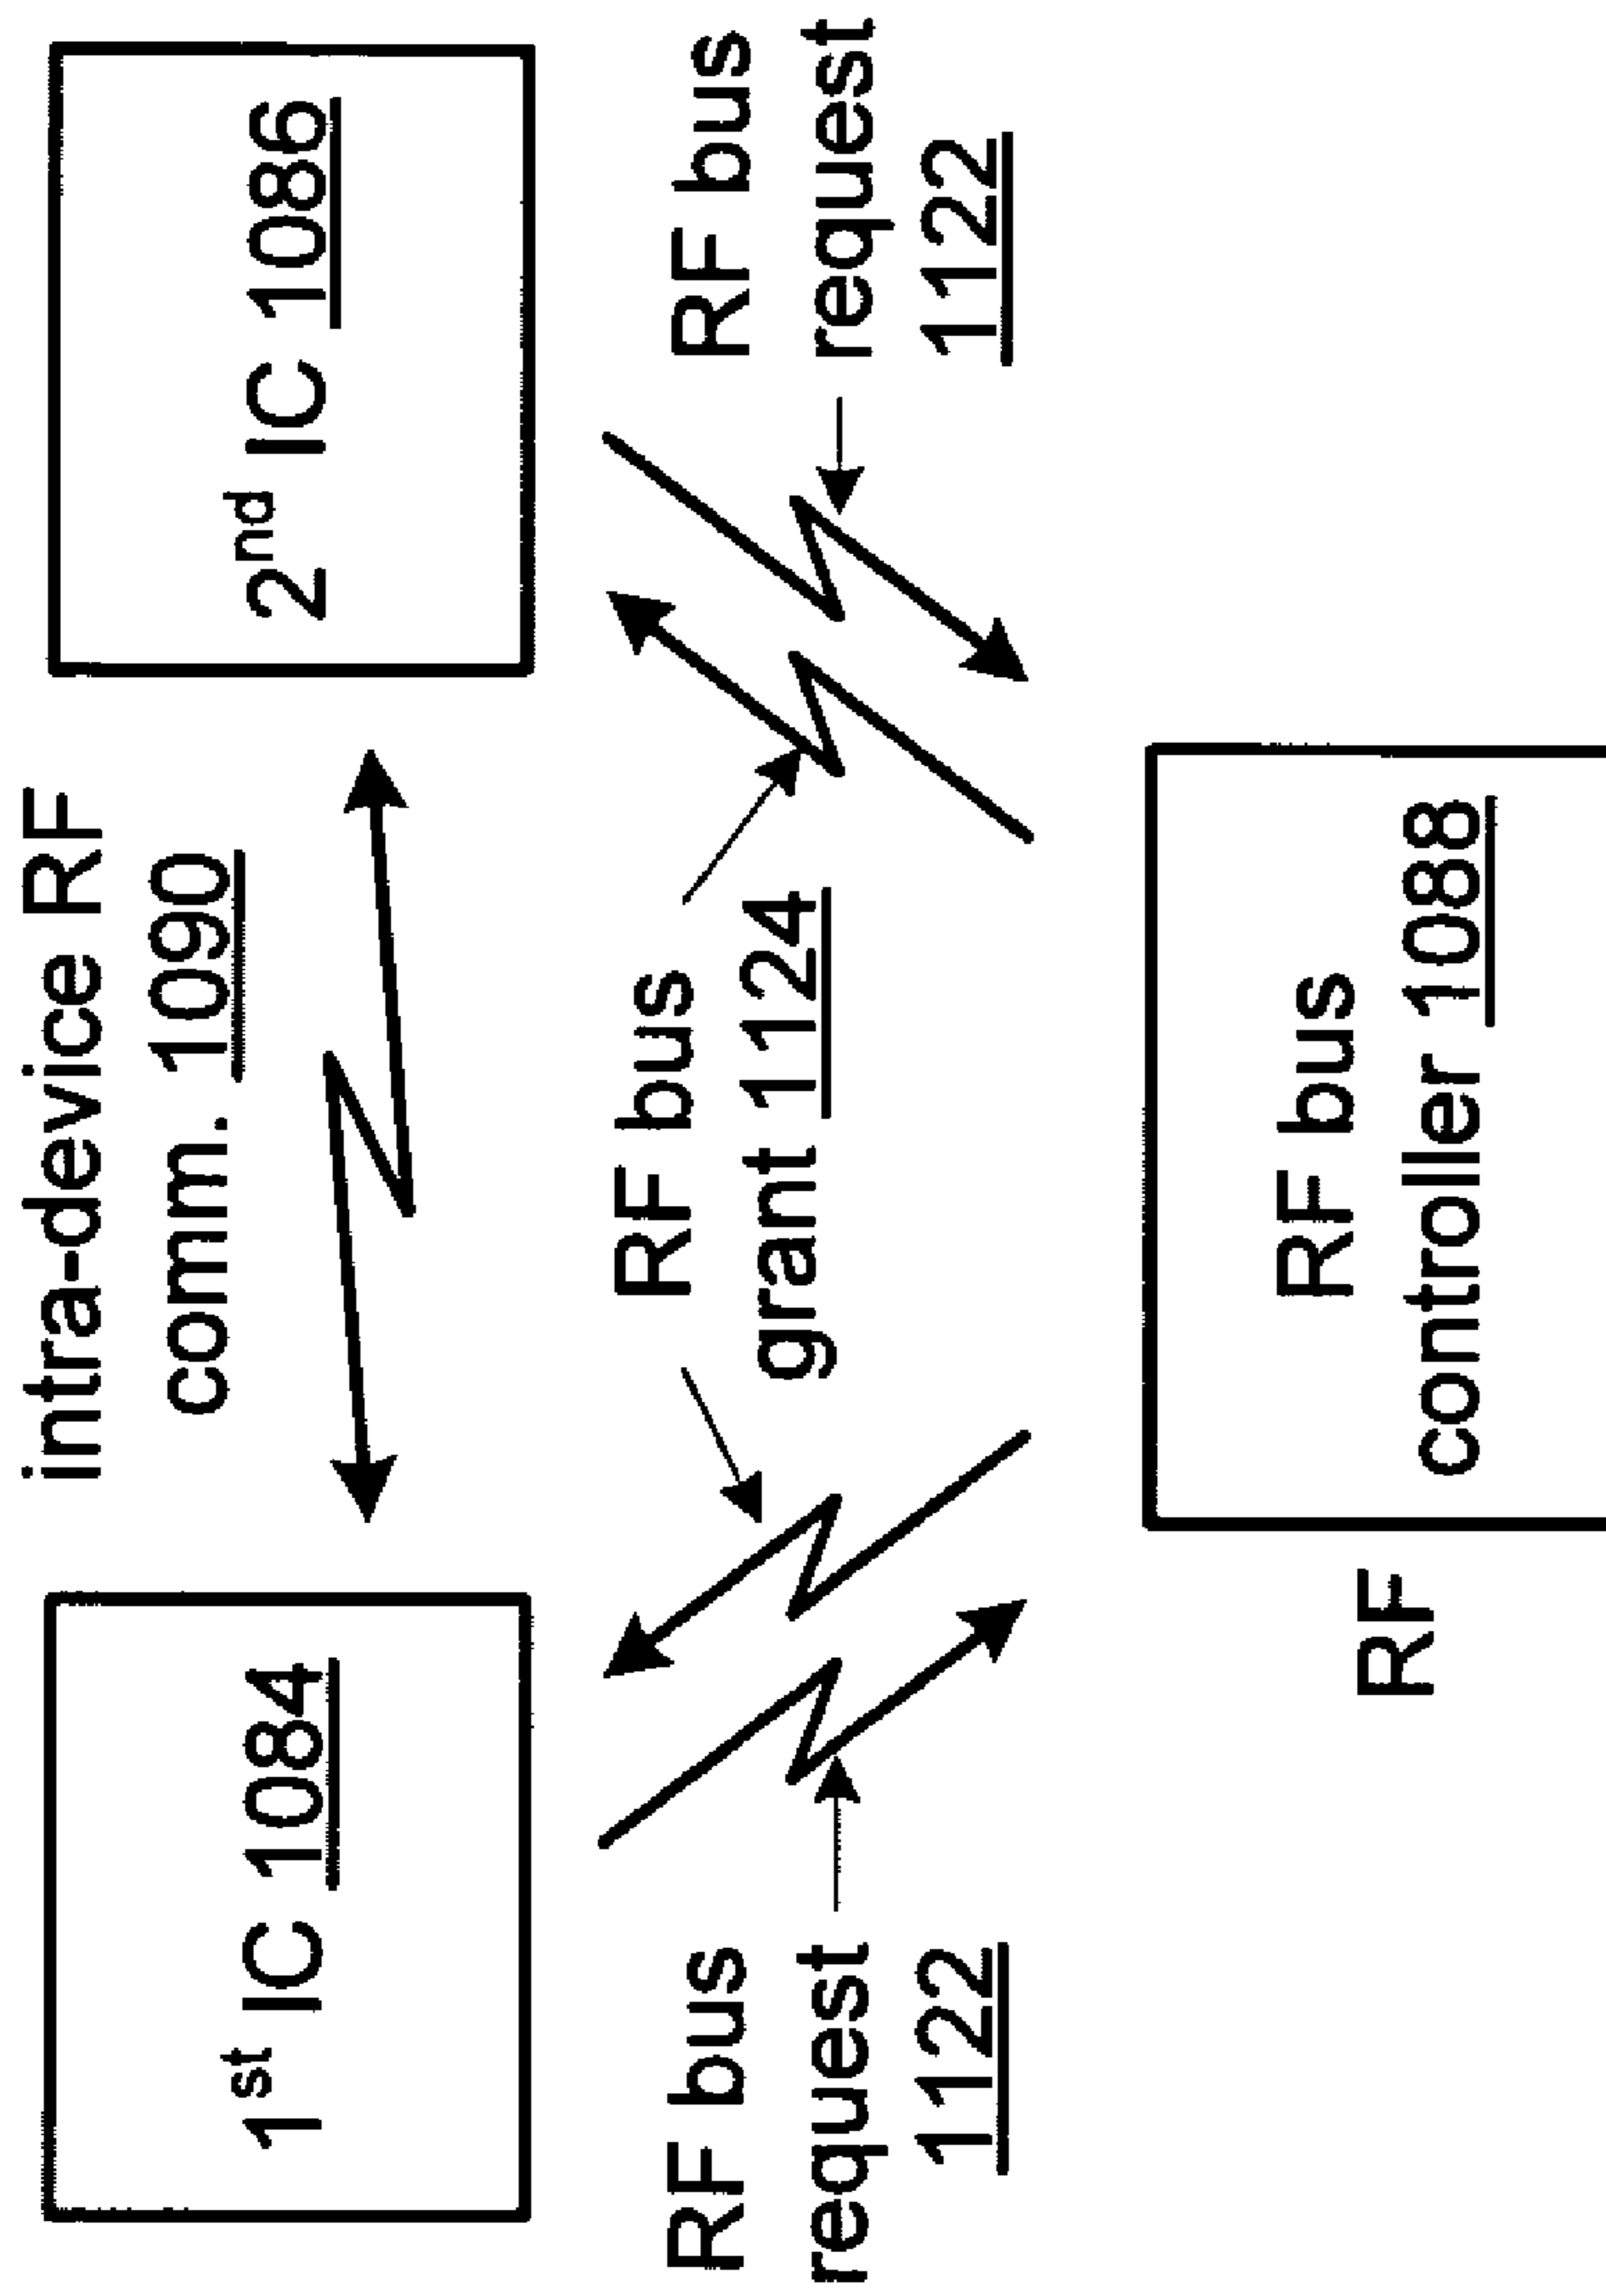 intra-device RF
comm. 1090
1st IC 1084
2nd IC 1086
RF bus
request
1122
RF bus
grant 1124
RF bus
request
1122
RF bus
controller 1088
RF